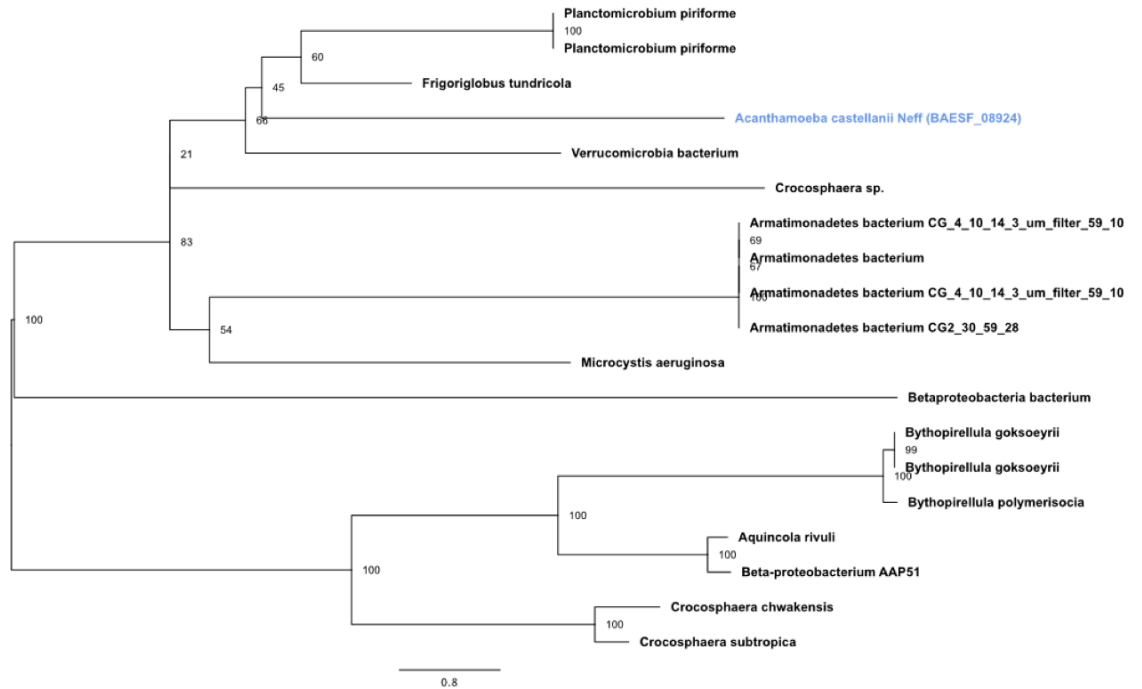 Planctomicrobium piriforme
100
Planctomicrobium piriforme
60
Frigoriglobus tundricola
45
Acanthamoeba castellanii Neff (BAESF_08924)
66
Verrucomicrobia bacterium
21
Crocosphaera sp.
Armatimonadetes bacterium CG_4_10_14_3_um_filter_59_10
69
83
Armatimonadetes bacterium
67
Armatimonadetes bacterium CG_4_10_14_3_um_filter_59_10
100
100
Armatimonadetes bacterium CG2_30_59_28
54
Microcystis aeruginosa
Betaproteobacteria bacterium
Bythopirellula goksoeyrii
99
Bythopirellula goksoeyrii
100
Bythopirellula polymerisocia
100
Aquincola rivuli
100
Beta-proteobacterium AAP51
100
Crocosphaera chwakensis
100
Crocosphaera subtropica
0.8